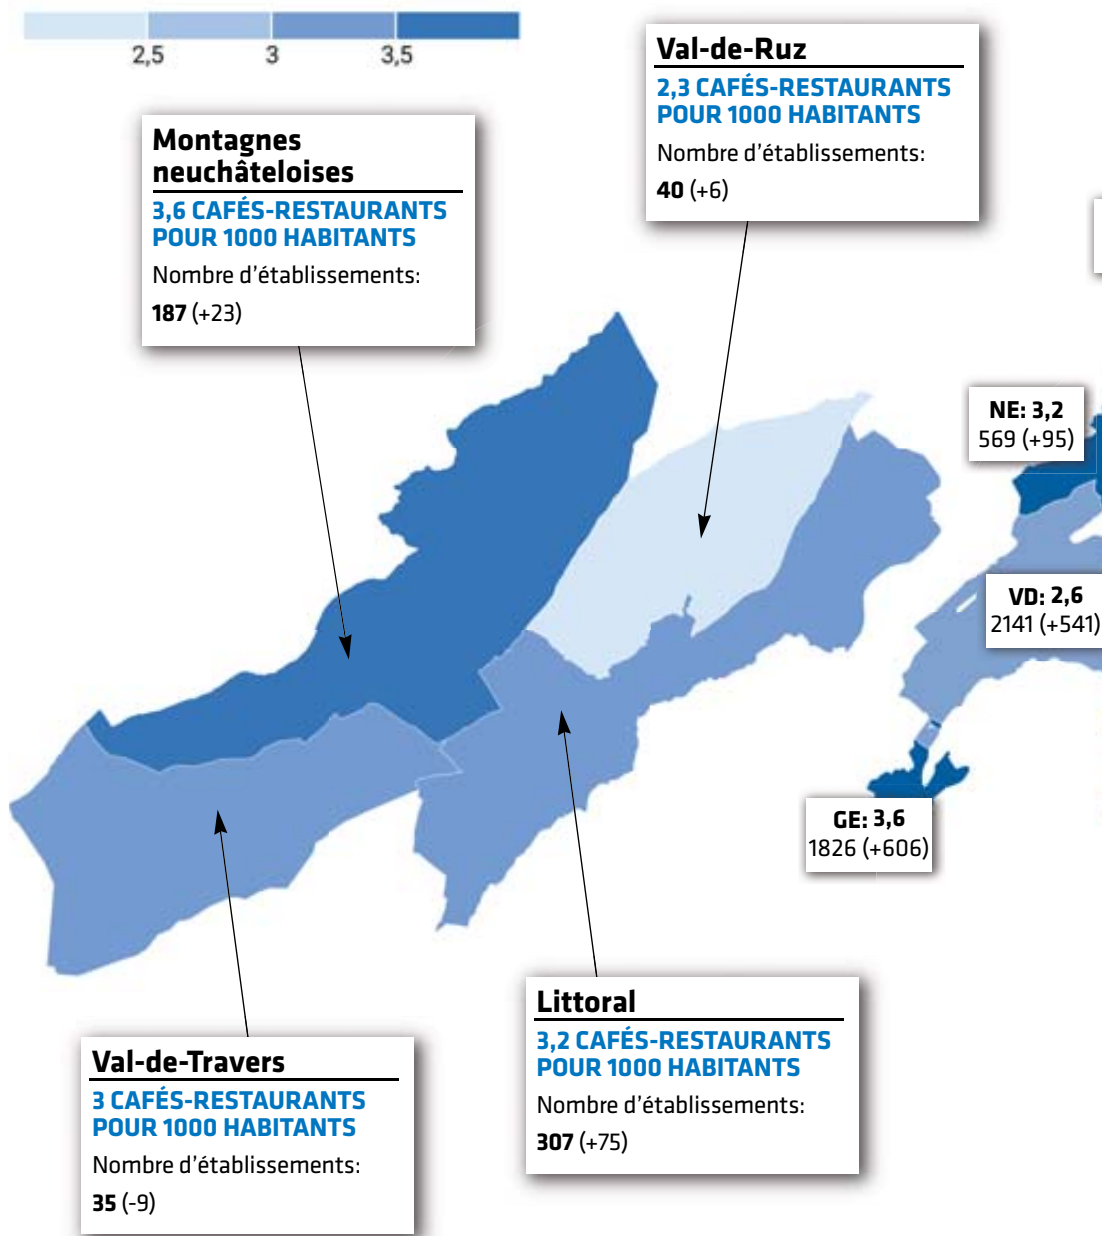 2,5 3 3,5
Val-de-Ruz
2,3 CAFÉS-RESTAURANTS
POUR 1000 HABITANTS
Nombre d'établissements:
40 (+6)
Montagnes
neuchâteloises
3,6 CAFÉS-RESTAURANTS
POUR 1000 HABITANTS
Nombre d'établissements:
187 (+23)
NE: 3,2
569 (+95)
VD: 2,6
2141 (+541)
GE: 3,6
1826 (+606)
Littoral
3,2 CAFÉS-RESTAURANTS
POUR 1000 HABITANTS
Nombre d'établissements:
307 (+75)
Val-de-Travers
3 CAFÉS-RESTAURANTS
POUR 1000 HABITANTS
Nombre d'établissements:
35 (-9)